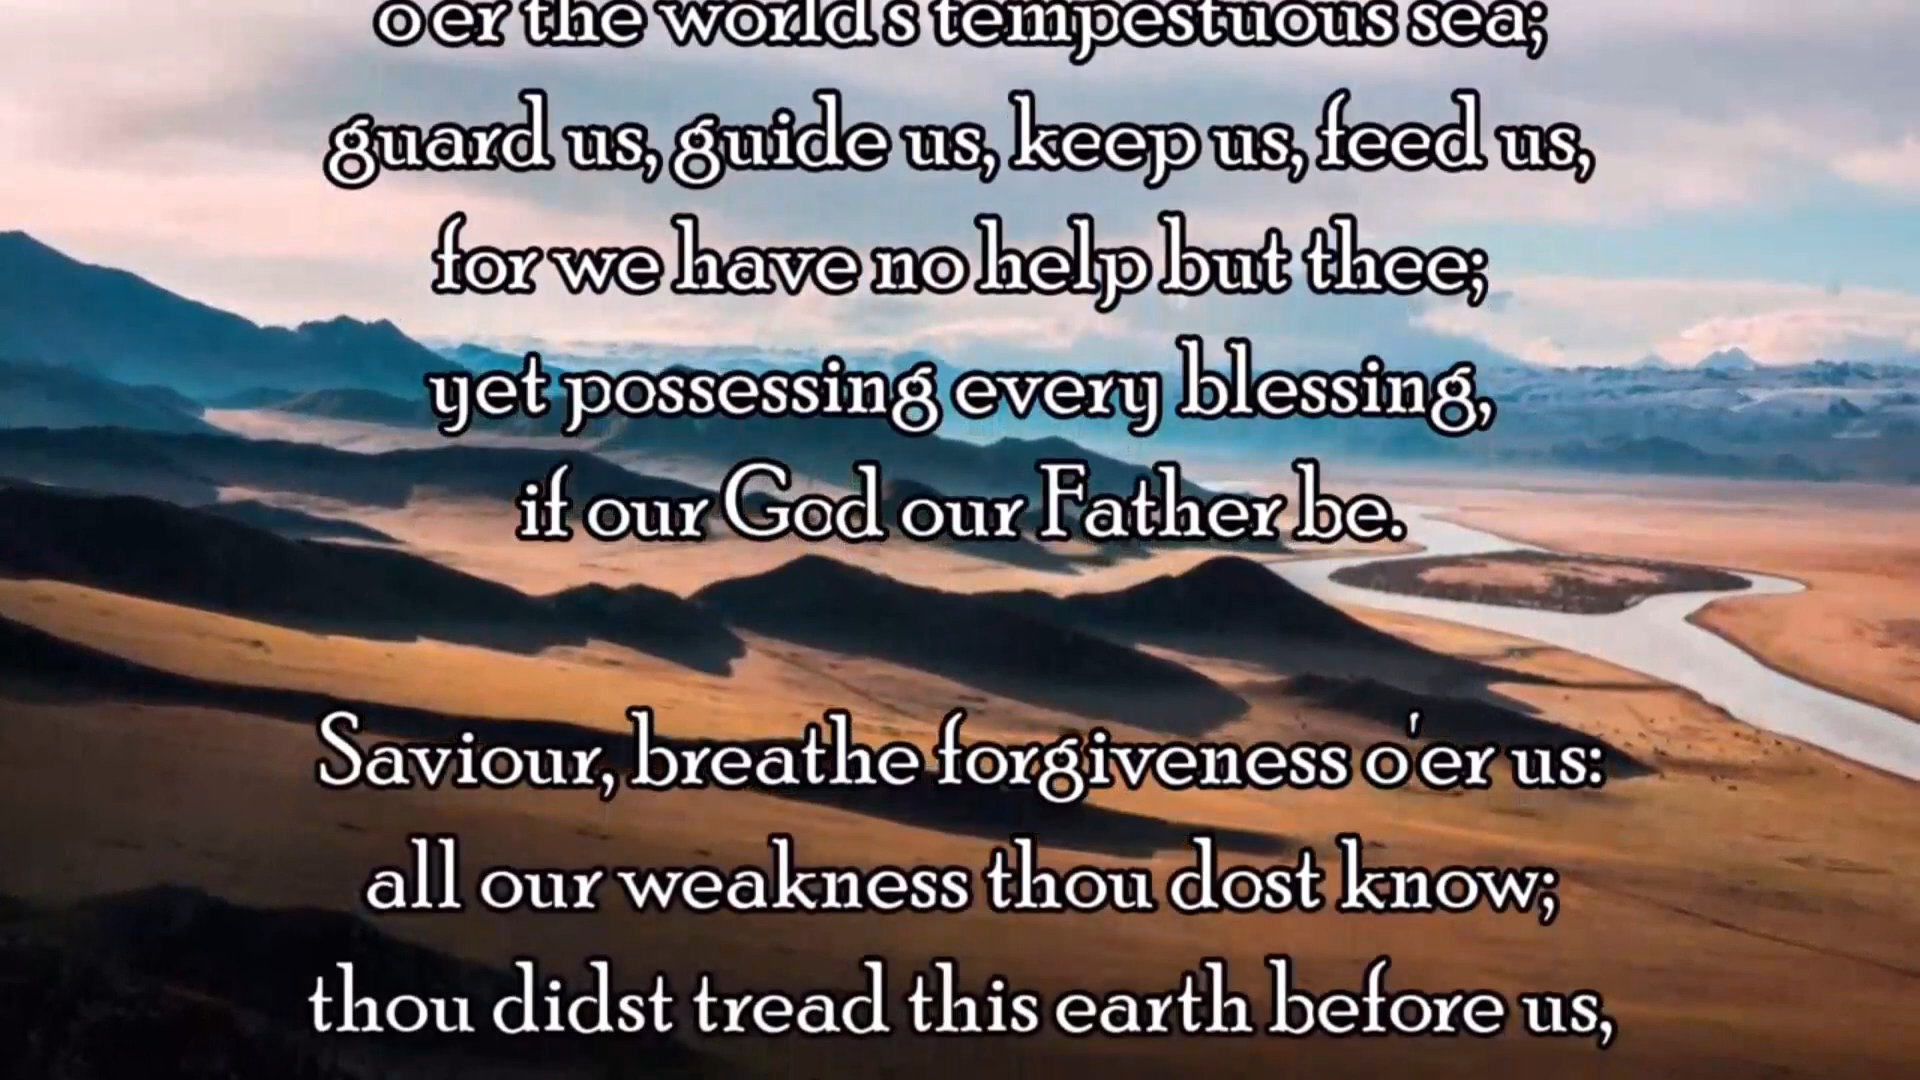 o'er the world's tempestuous sea;
guard us, guide us, keep us, feed us,
for we have no help but thee;
yet possessing every blessing,
if our God our Father be.
Saviour, breathe forgiveness o'er us:
all our weakness thou dost know;
thou didst tread this earth before us,